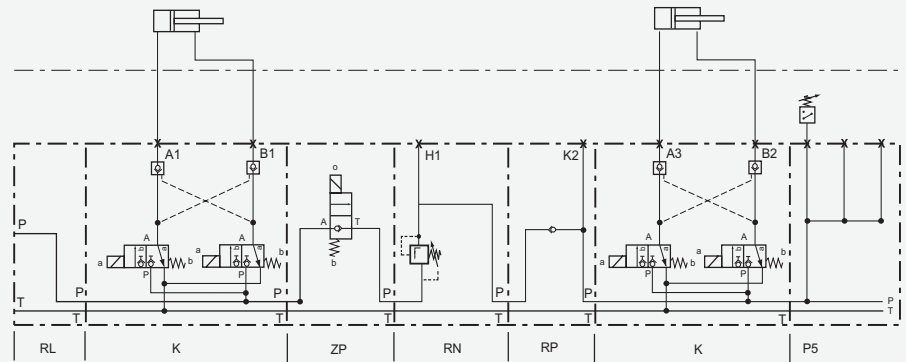 A1 B1 H1 K2 A3 B2
o
A T
b
A A A A
a b a a b a b a a b
P P P P
P
T P P P P P P P
T T T T T T T
RL K ZP RN RP K P5